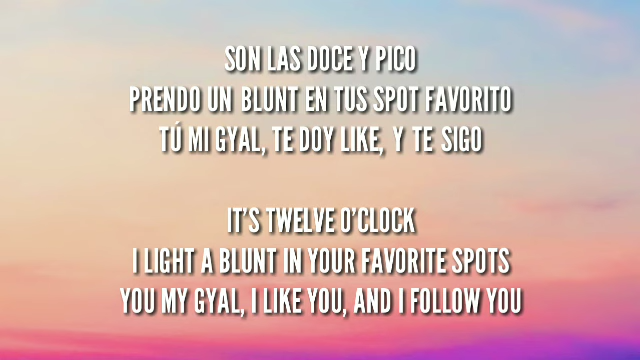 SON LAS DOCE Y PICO
PRENDO UN BLUNT EN TUS SPOT FAVORITO
TÚ MI GYAL, TE DOY LIKE, Y TE SIGO
IT'S TWELVE O'CLOCK
I LIGHT A BLUNT IN YOUR FAVORITE SPOTS
YOU MY GYAL, I LIKE YOU, AND I FOLLOW YOU